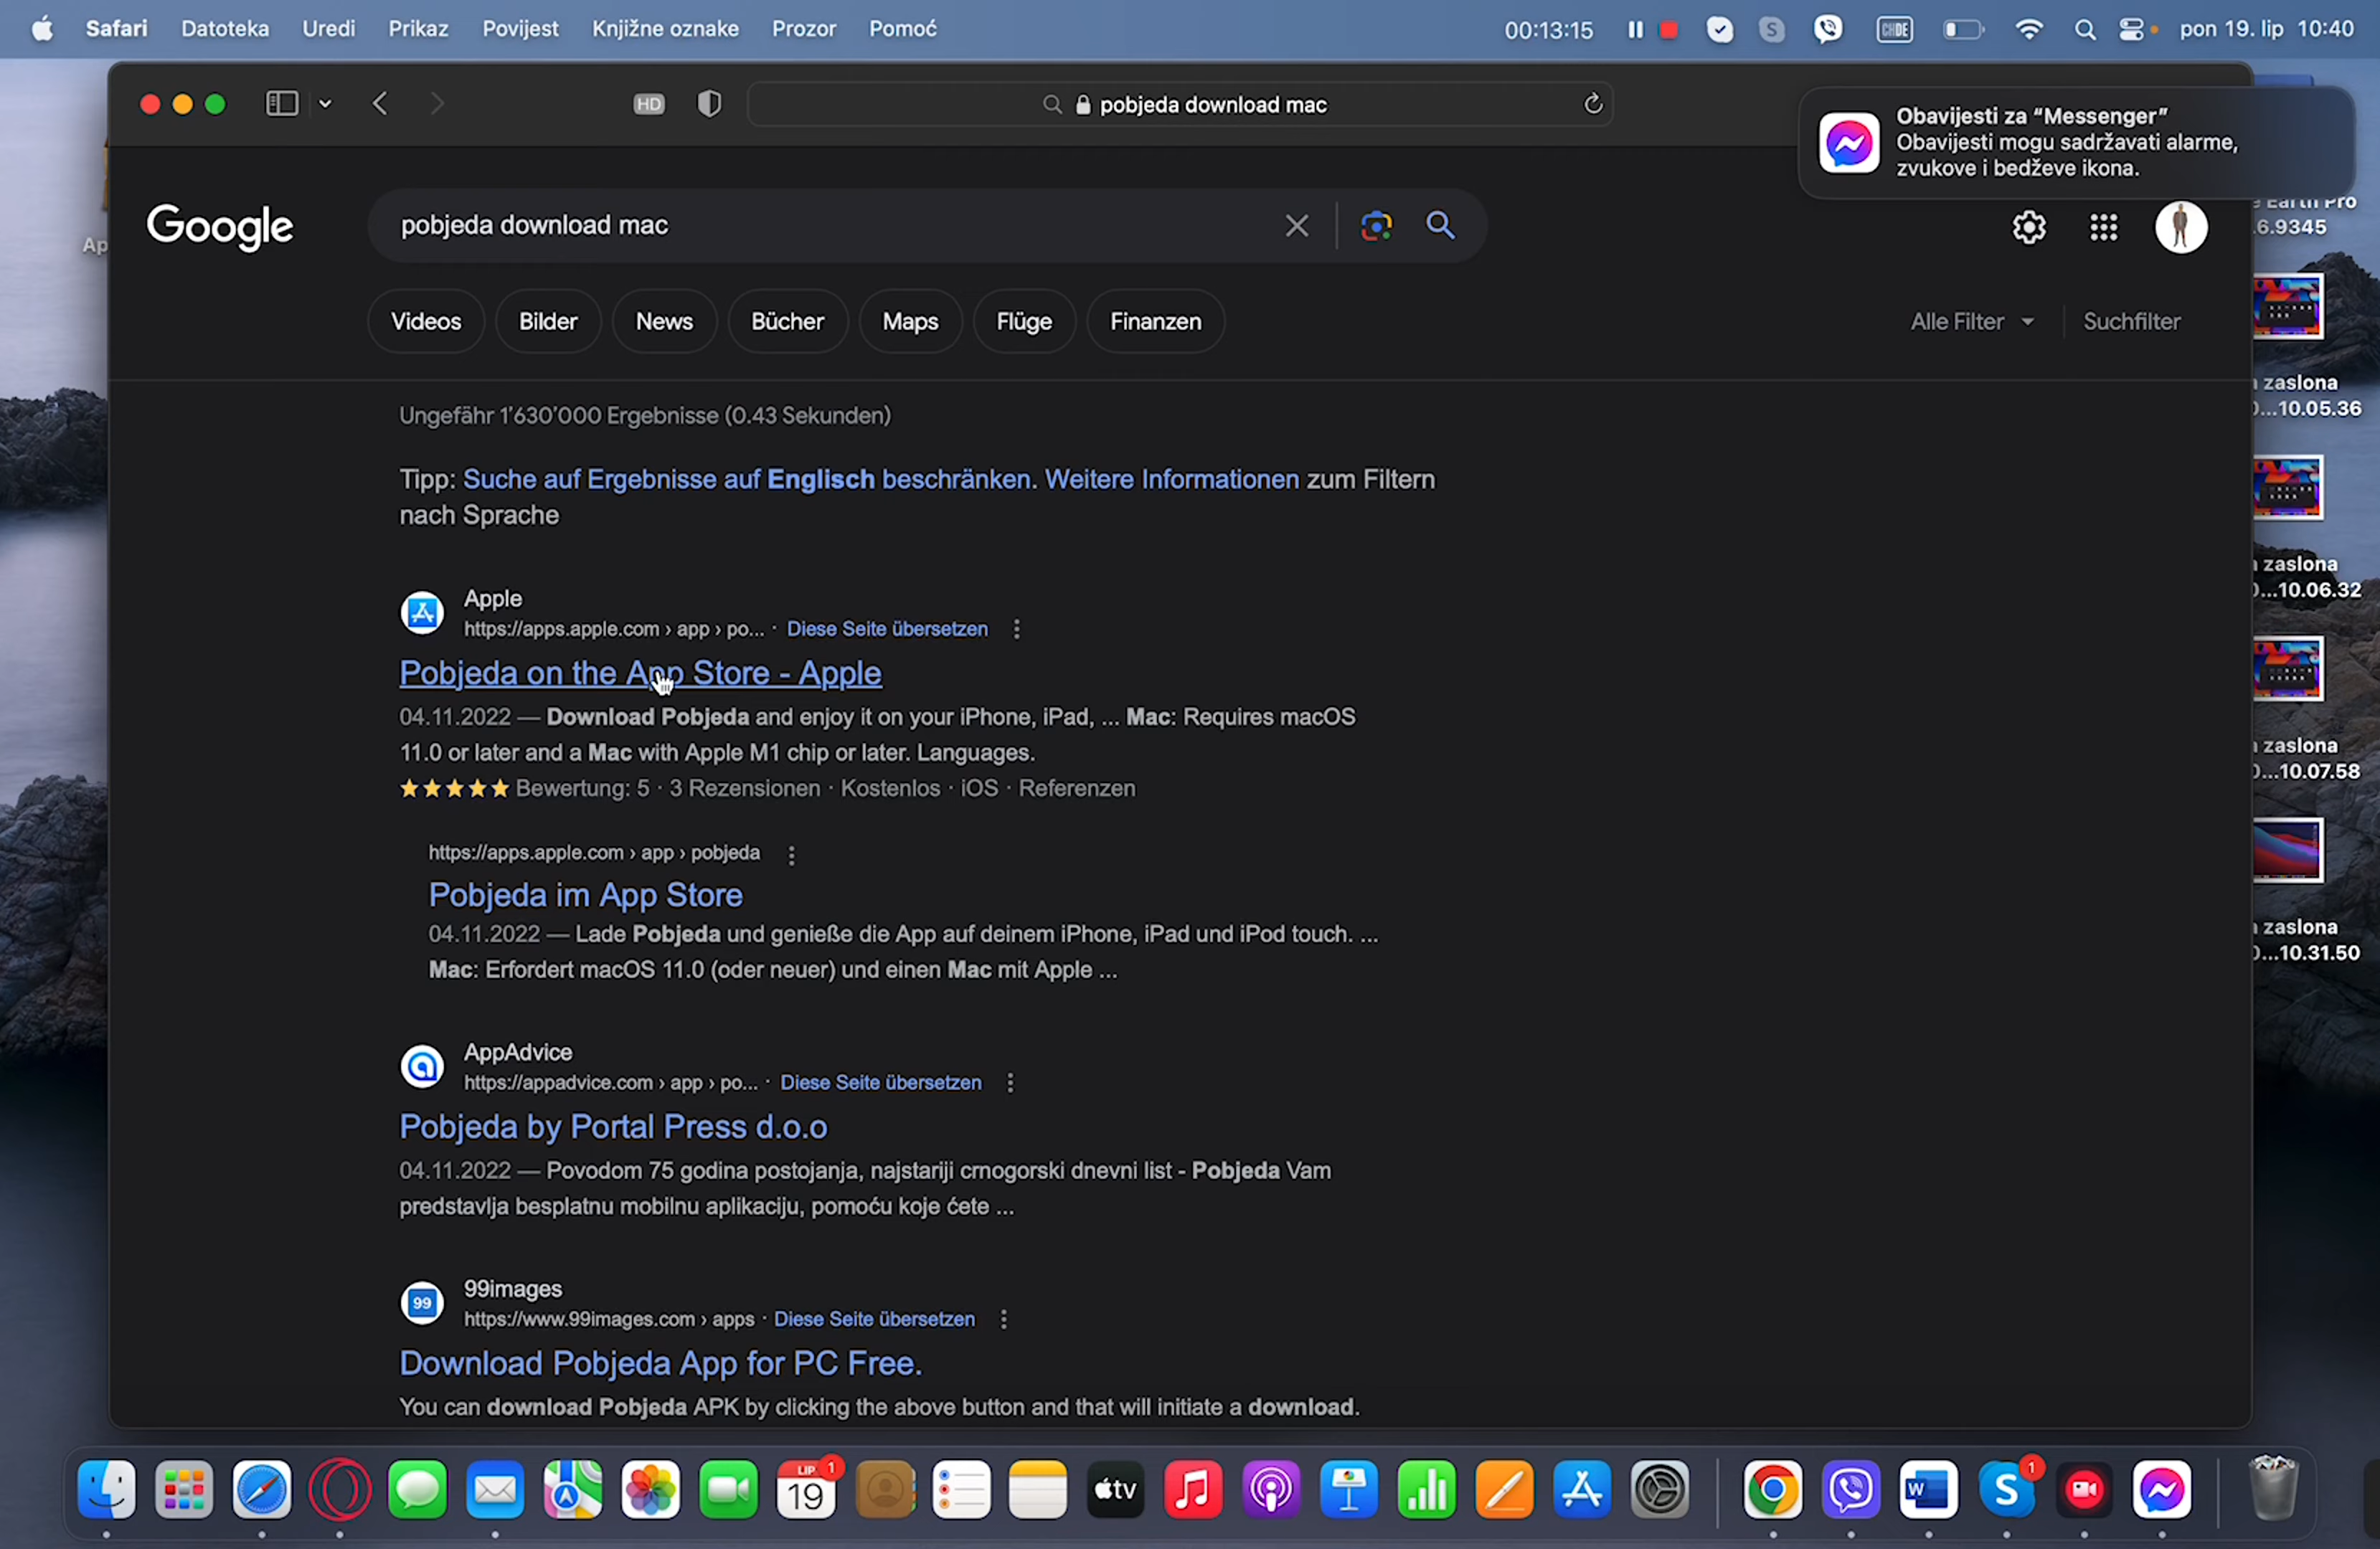 Safari Datoteka Uredi Prikaz Povijest Knjižne oznake Prozor Pomoć 00:13:15 S CHDE pon 19. lip 10:40
HD pobjeda download mac
Obavijesti za “Messenger”
Obavijesti mogu sadržavati alarme,
zvukove i bedževe ikona.
Google pobjeda download mac
Ap
Earth Pro
.6.9345
Videos Bilder News Bücher Maps Flüge Finanzen Alle Filter Suchfilter
zaslona
...10.05.36
Ungefähr 1’630’000 Ergebnisse (0.43 Sekunden)
Tipp: Suche auf Ergebnisse auf Englisch beschränken. Weitere Informationen zum Filtern
nach Sprache
zaslona
...10.06.32
Apple
https://apps.apple.com › app › po... · Diese Seite übersetzen
Pobjeda on the App Store - Apple
04.11.2022 — Download Pobjeda and enjoy it on your iPhone, iPad, ... Mac: Requires macOS
11.0 or later and a Mac with Apple M1 chip or later. Languages.
Bewertung: 5 · 3 Rezensionen · Kostenlos · iOS · Referenzen
zaslona
...10.07.58
https://apps.apple.com › app › pobjeda
Pobjeda im App Store
04.11.2022 — Lade Pobjeda und genieße die App auf deinem iPhone, iPad und iPod touch. ...
Mac: Erfordert macOS 11.0 (oder neuer) und einen Mac mit Apple ...
zaslona
...10.31.50
AppAdvice
https://appadvice.com › app › po... · Diese Seite übersetzen
Pobjeda by Portal Press d.o.o
04.11.2022 — Povodom 75 godina postojanja, najstariji crnogorski dnevni list - Pobjeda Vam
predstavlja besplatnu mobilnu aplikaciju, pomoću koje ćete ...
99
99images
https://www.99images.com › apps · Diese Seite übersetzen
Download Pobjeda App for PC Free.
You can download Pobjeda APK by clicking the above button and that will initiate a download.
LIP 1
19
tv
W
S 1